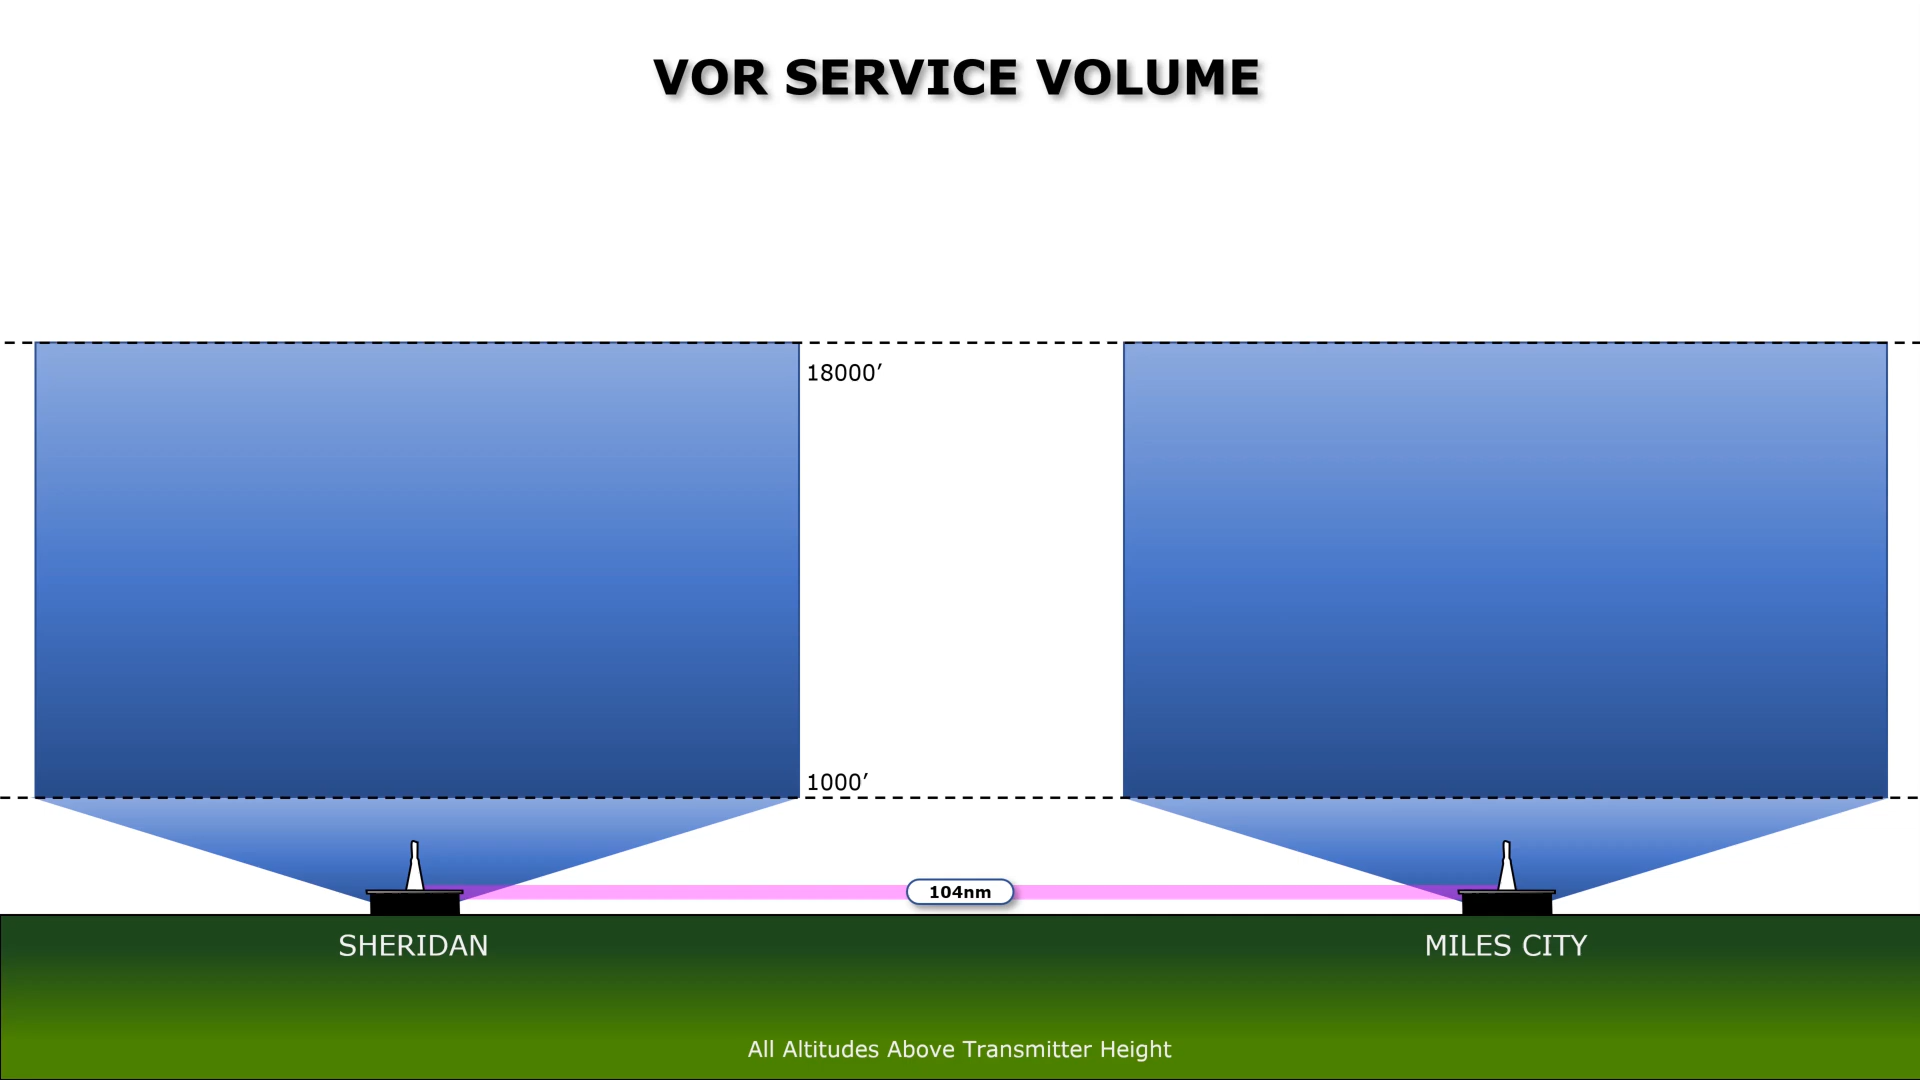 VOR SERVICE VOLUME
18000’
1000’
104nm
SHERIDAN
MILES CITY
All Altitudes Above Transmitter Height